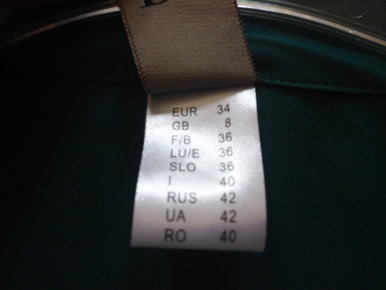 EUR 34
GB 8
F/B 36
LU/E 36
SLO 36
I 40
RUS 42
UA 42
RO 40